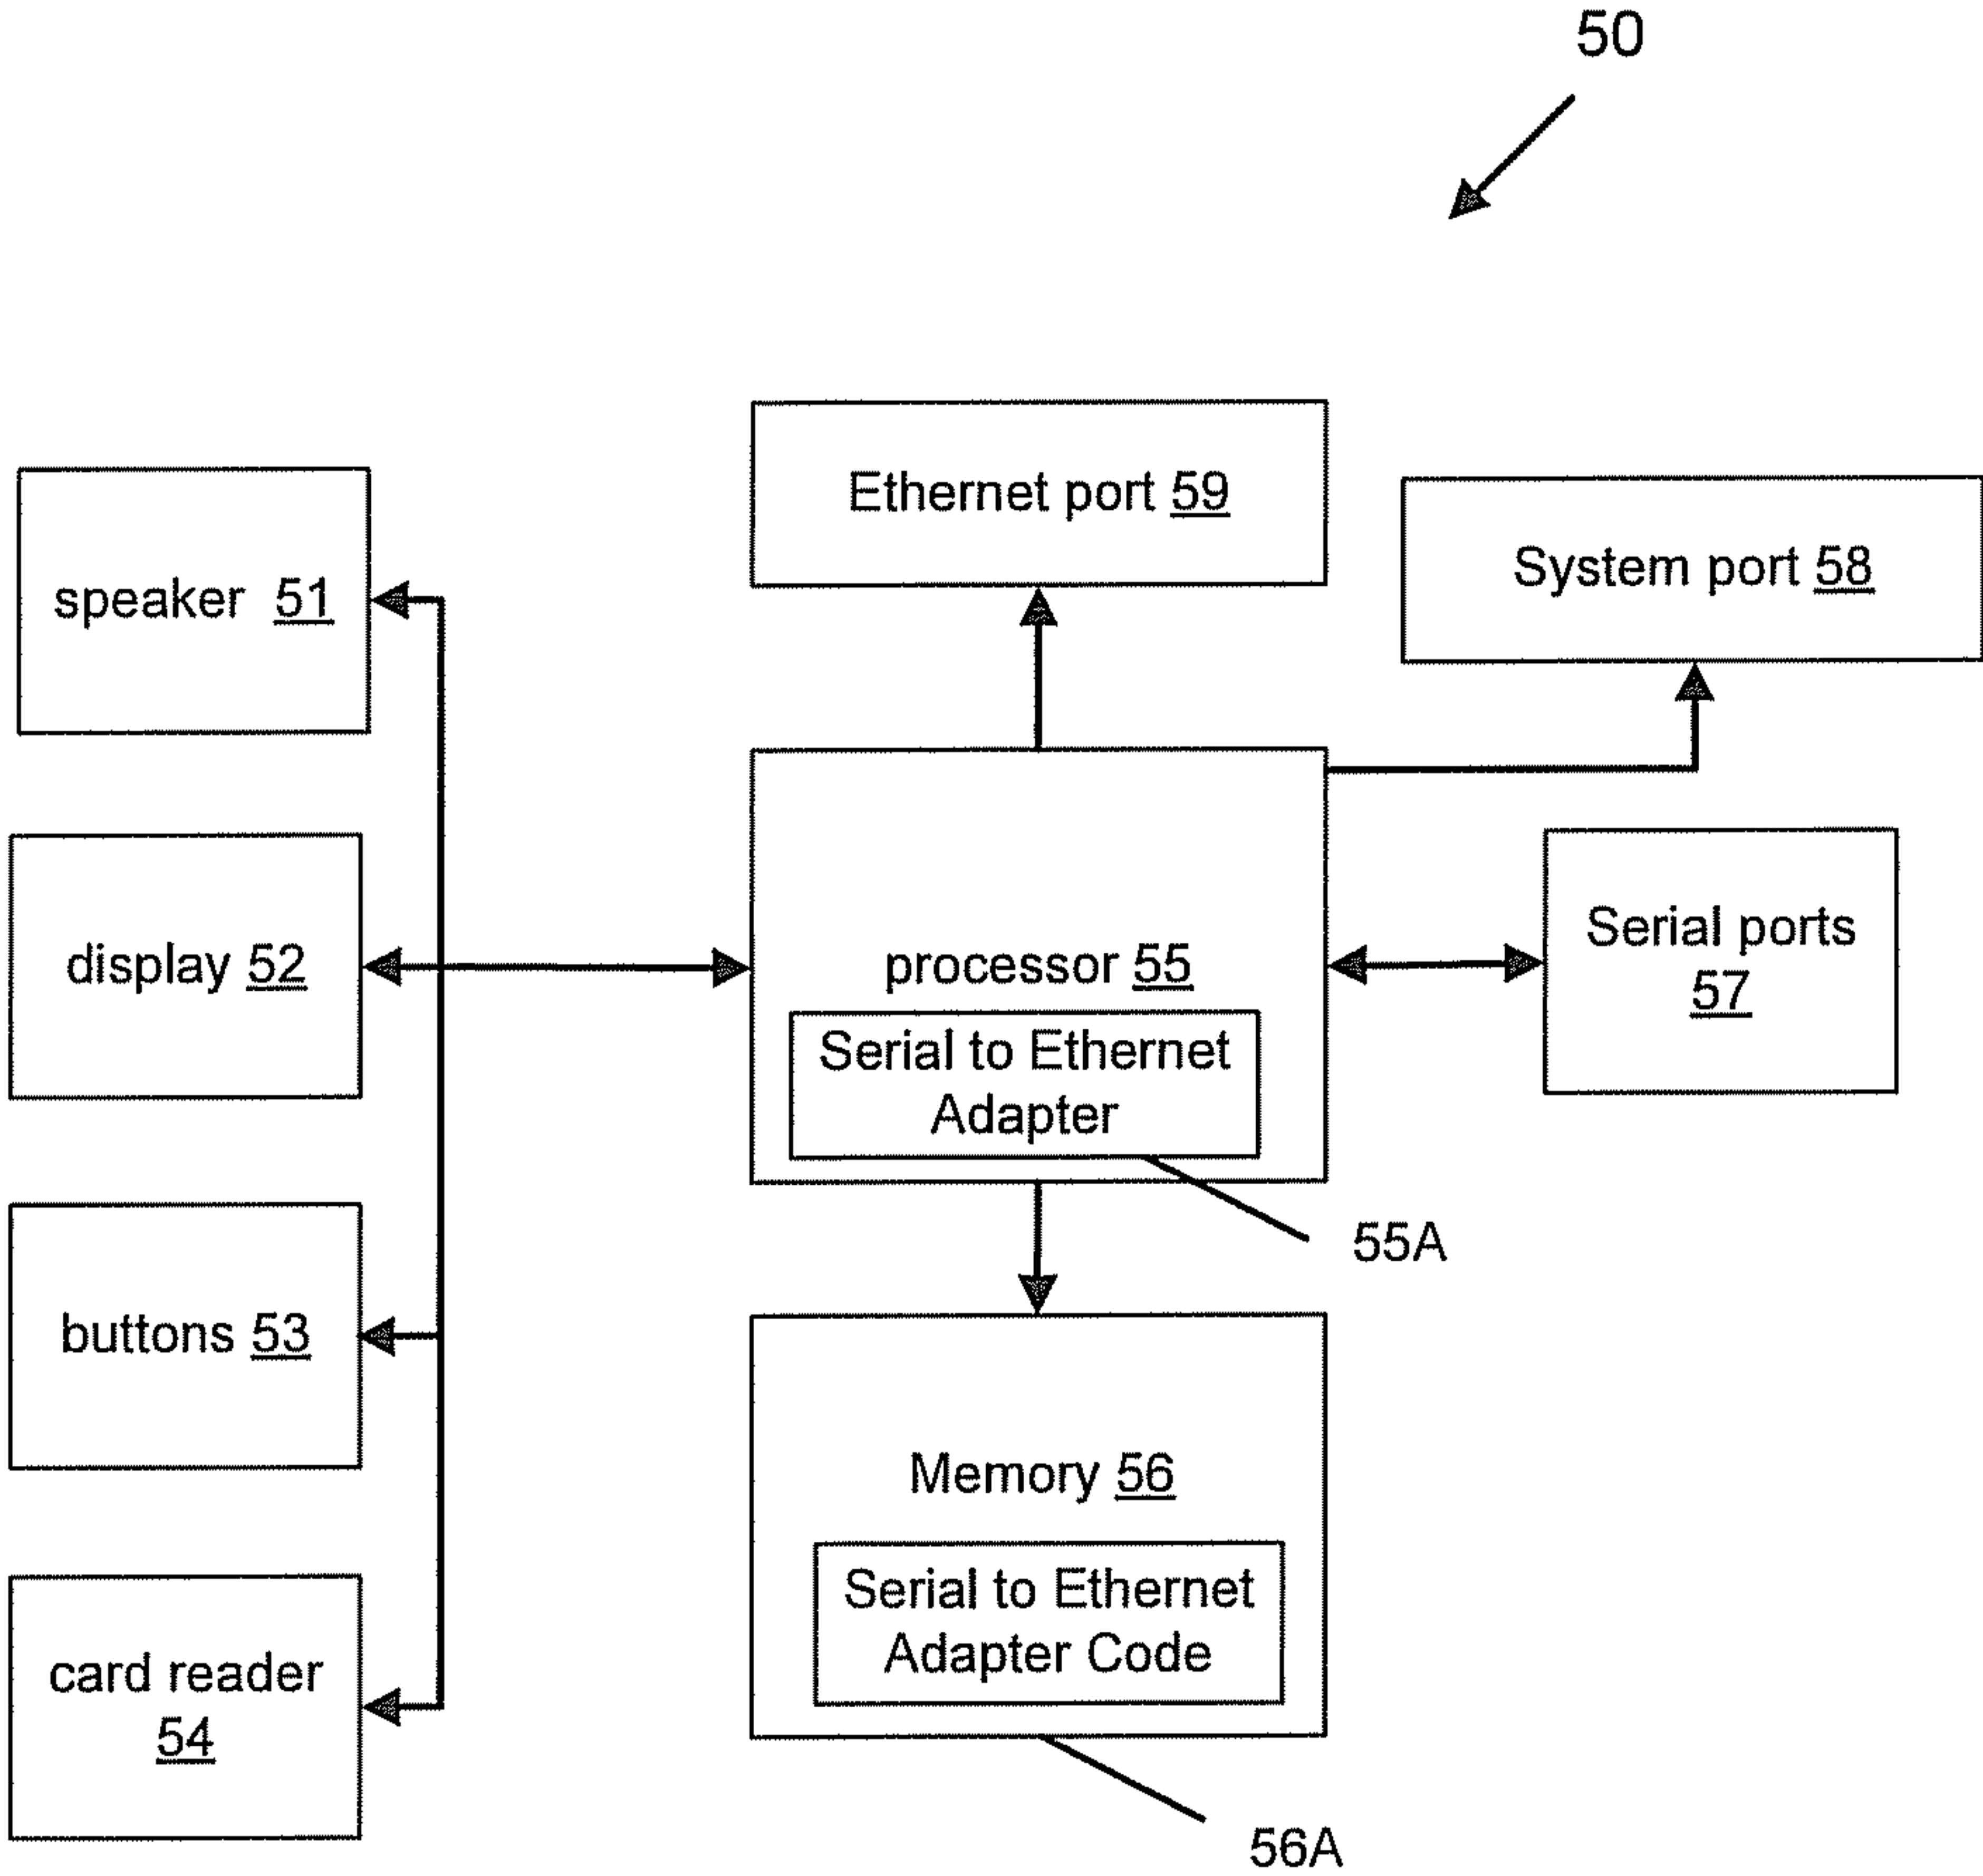 50
Ethernet port 59
System port 58
speaker 51
display 52
processor 55
Serial ports
57
Serial to Ethernet
Adapter
55A
buttons 53
Memory 56
Serial to Ethernet
Adapter Code
card reader
54
56A